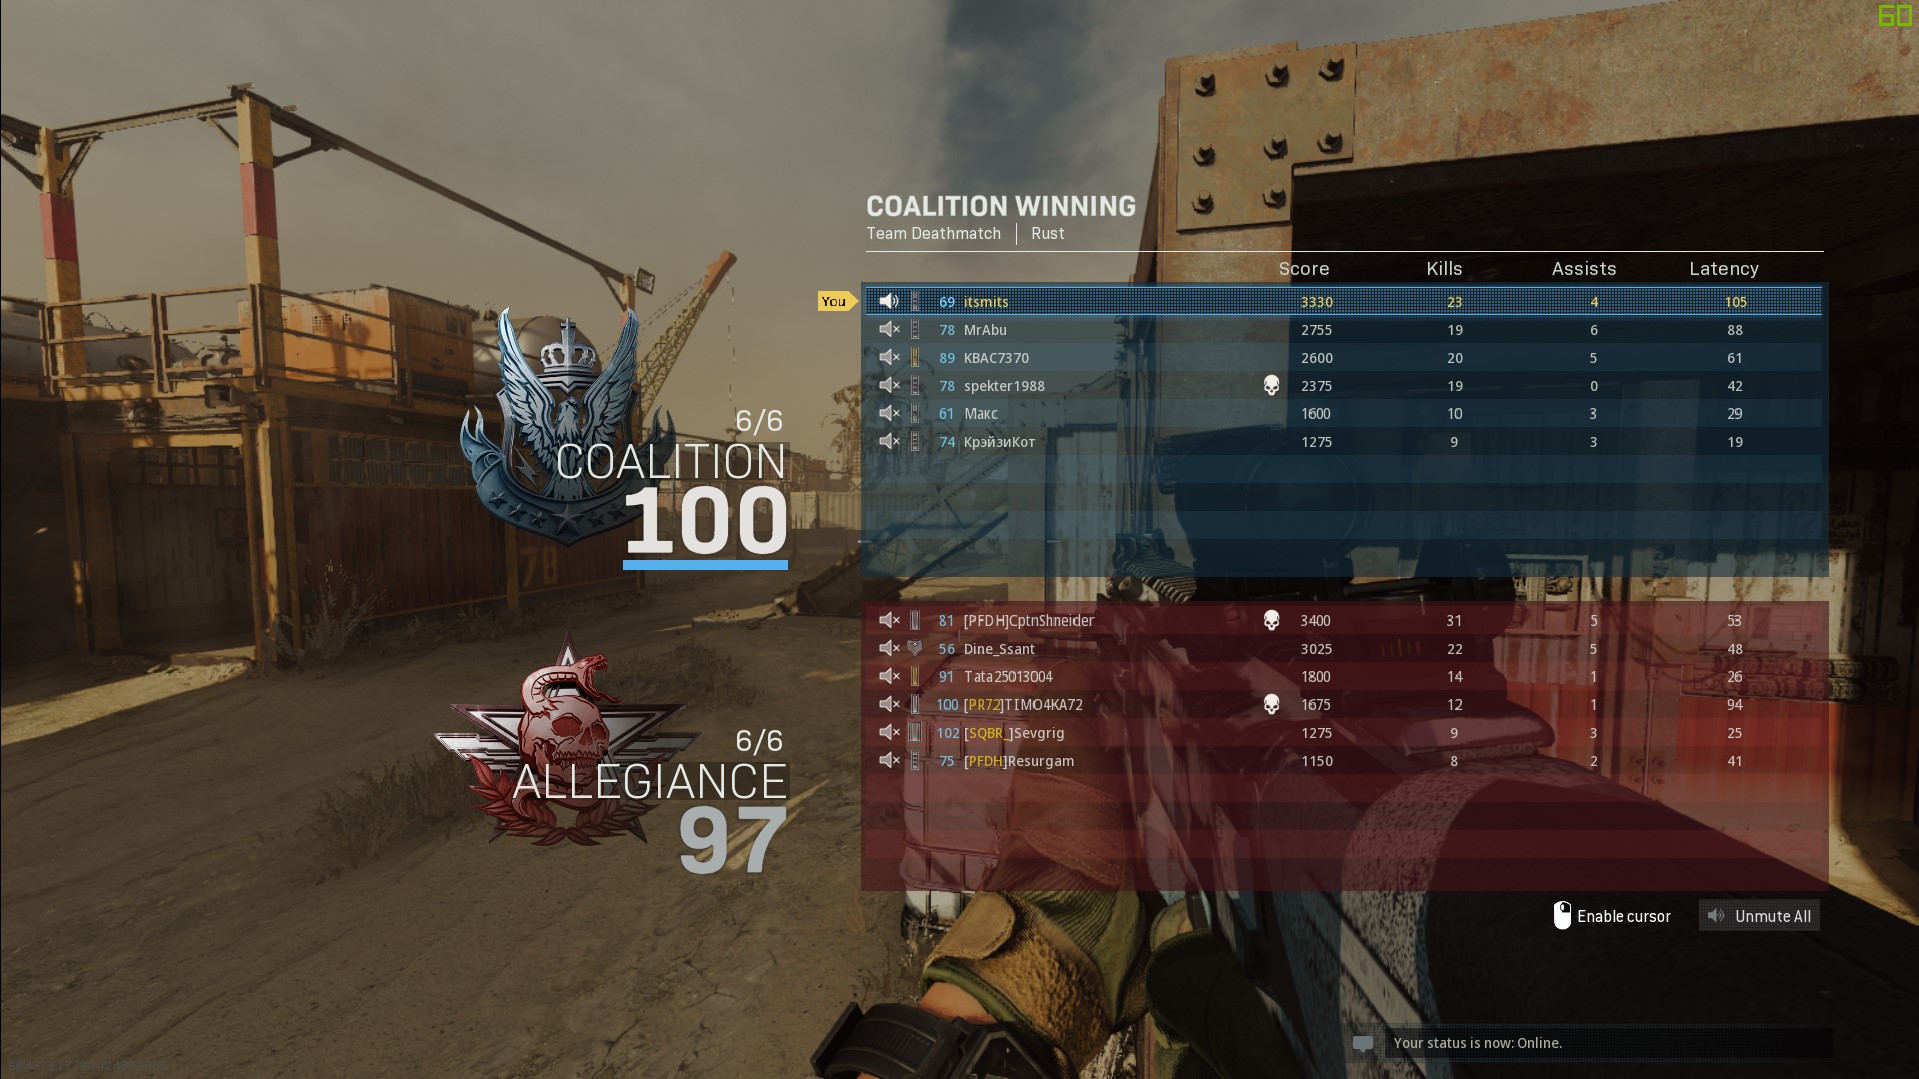 60
COALITION WINNING
Team Deathmatch | Rust
Score Kills Assists Latency
You 69 itsmits 3330 23 4 105
78 MrAbu 2755 19 6 88
89 KBAC7370 2600 20 5 61
78 spekter1988 2375 19 0 42
61 Макс 1600 10 3 29
74 КрэйзиКот 1275 9 3 19
6/6
COALITION
100
81 [PFDH]CptnShneider 3400 31 5 53
56 Dine_Ssant 3025 22 5 48
91 Tata25013004 1800 14 1 26
100 [PR72]TIMO4KA72 1675 12 1 94
102 [SQBR_]Sevgrig 1275 9 3 25
75 [PFDH]Resurgam 1150 8 2 41
6/6
ALLEGIANCE
97
Enable cursor
Unmute All
Your status is now: Online.
78